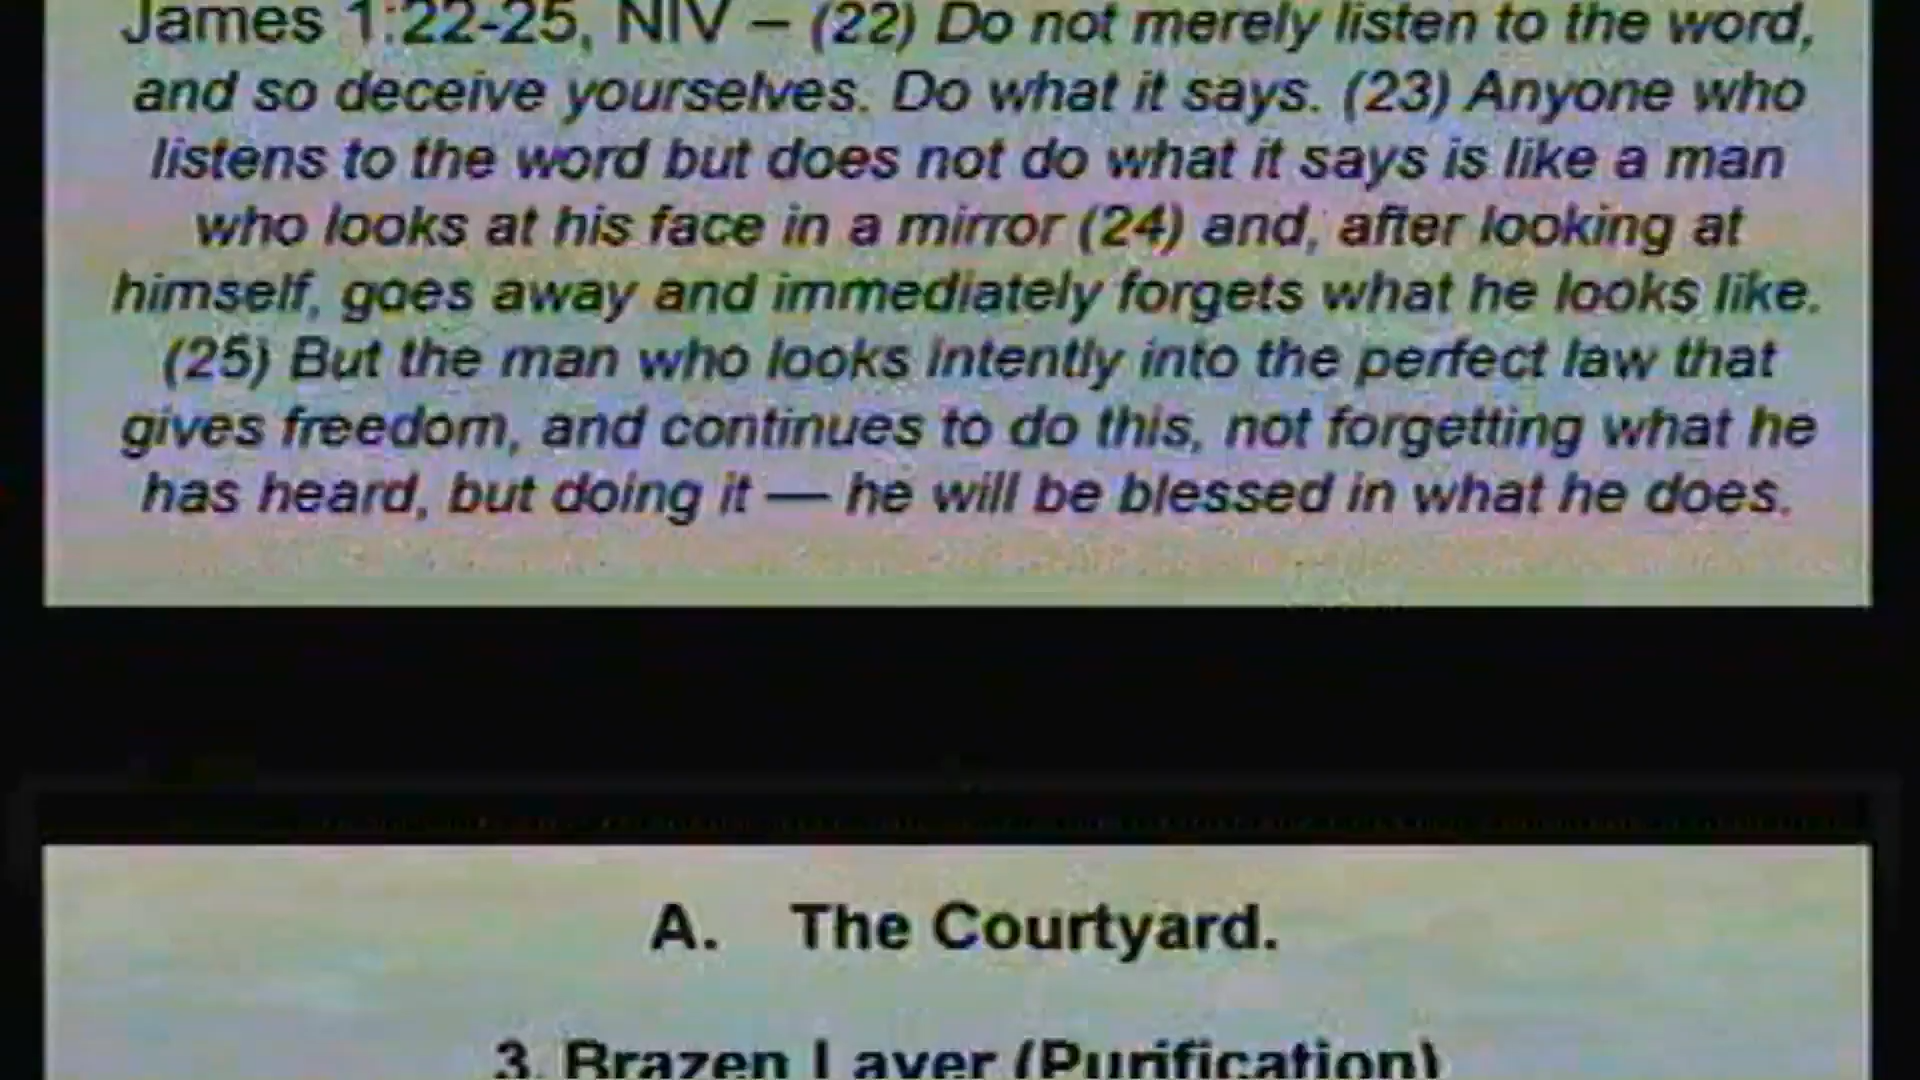 James 1:22-25, NIV – (22) Do not merely listen to the word,
and so deceive yourselves. Do what it says. (23) Anyone who
listens to the word but does not do what it says is like a man
who looks at his face in a mirror (24) and, after looking at
himself, goes away and immediately forgets what he looks like.
(25) But the man who looks intently into the perfect law that
gives freedom, and continues to do this, not forgetting what he
has heard, but doing it — he will be blessed in what he does.
A. The Courtyard.
3. Brazen Laver (Purification)